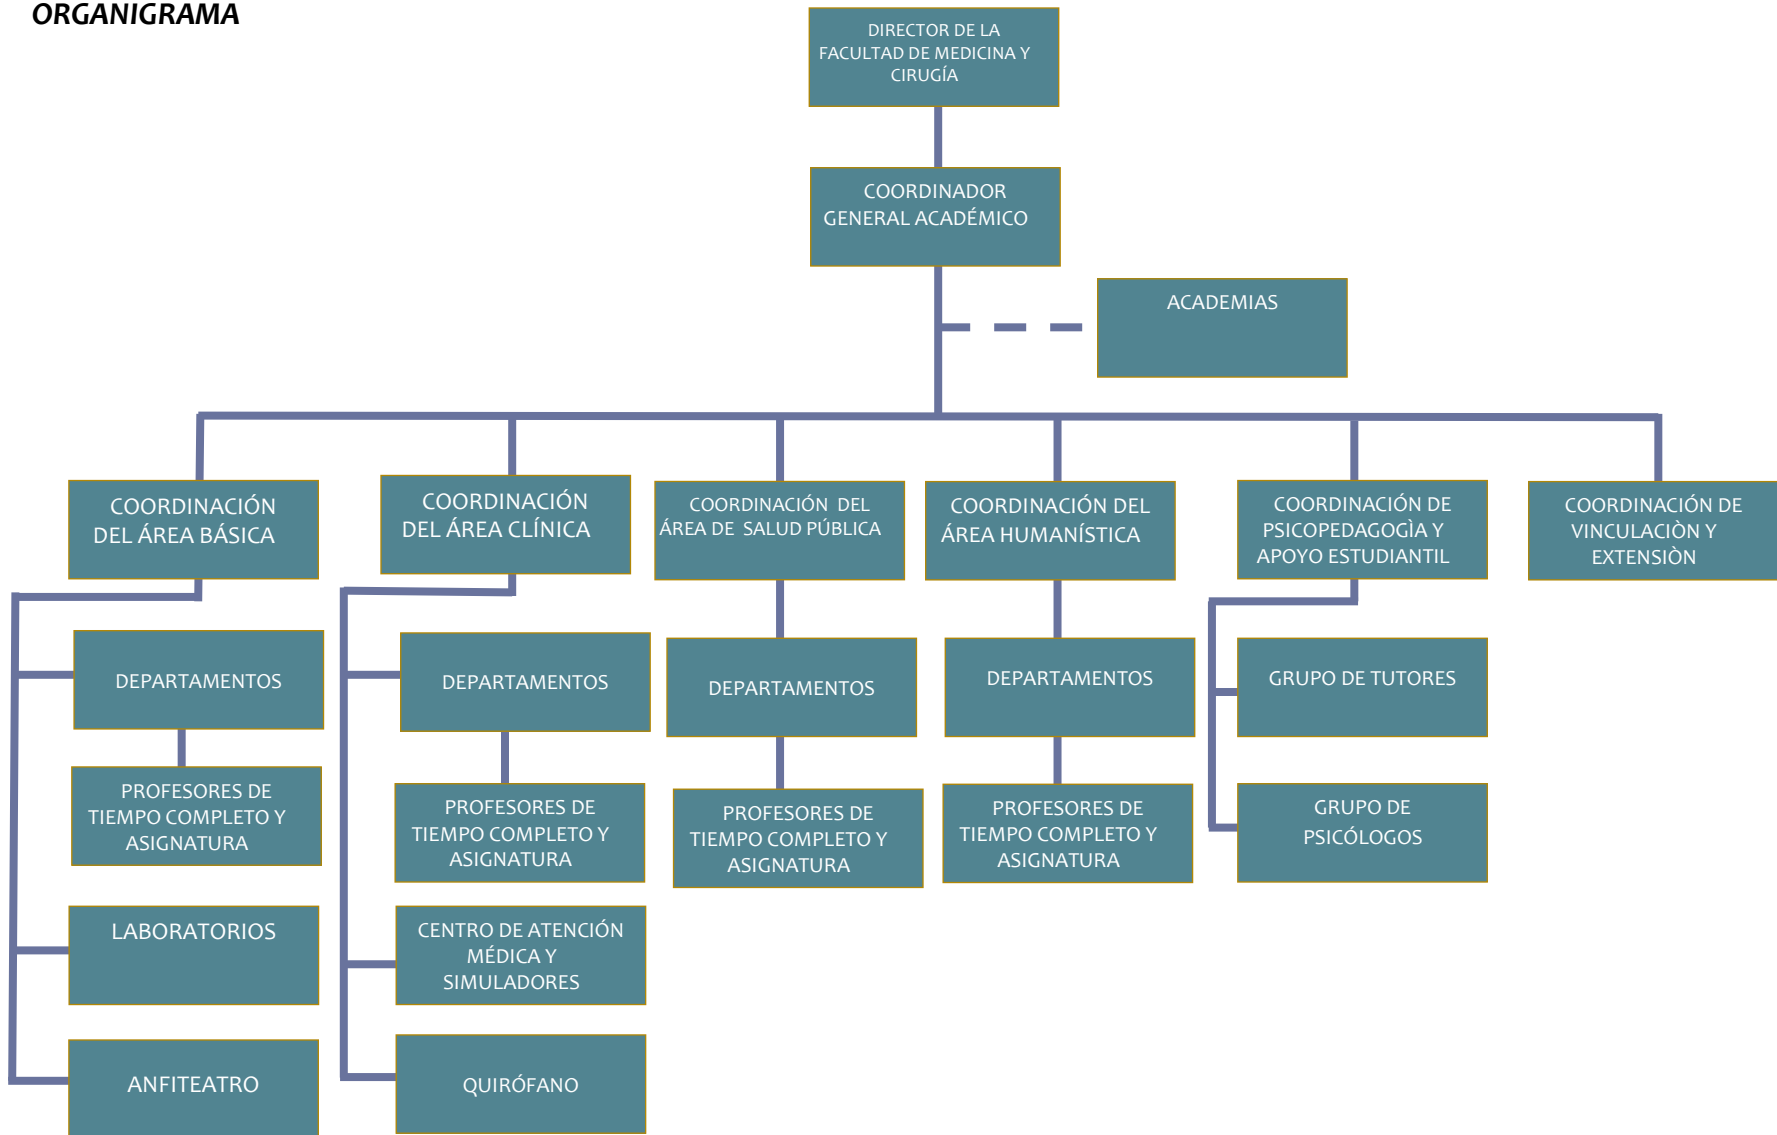 ORGANIGRAMA
DIRECTOR DE LA
FACULTAD DE MEDICINA Y
CIRUGÍA
COORDINADOR
GENERAL ACADÉMICO
ACADEMIAS
COORDINACIÓN
DEL ÁREA BÁSICA
COORDINACIÓN
DEL ÁREA CLÍNICA
COORDINACIÓN DEL
ÁREA DE SALUD PÚBLICA
COORDINACIÓN DEL
ÁREA HUMANÍSTICA
COORDINACIÓN DE
PSICOPEDAGOGÌA Y
APOYO ESTUDIANTIL
COORDINACIÓN DE
VINCULACIÒN Y
EXTENSIÒN
DEPARTAMENTOS
DEPARTAMENTOS
DEPARTAMENTOS
DEPARTAMENTOS
GRUPO DE TUTORES
PROFESORES DE
TIEMPO COMPLETO Y
ASIGNATURA
PROFESORES DE
TIEMPO COMPLETO Y
ASIGNATURA
PROFESORES DE
TIEMPO COMPLETO Y
ASIGNATURA
PROFESORES DE
TIEMPO COMPLETO Y
ASIGNATURA
GRUPO DE
PSICÓLOGOS
LABORATORIOS
CENTRO DE ATENCIÓN
MÉDICA Y
SIMULADORES
ANFITEATRO
QUIRÓFANO